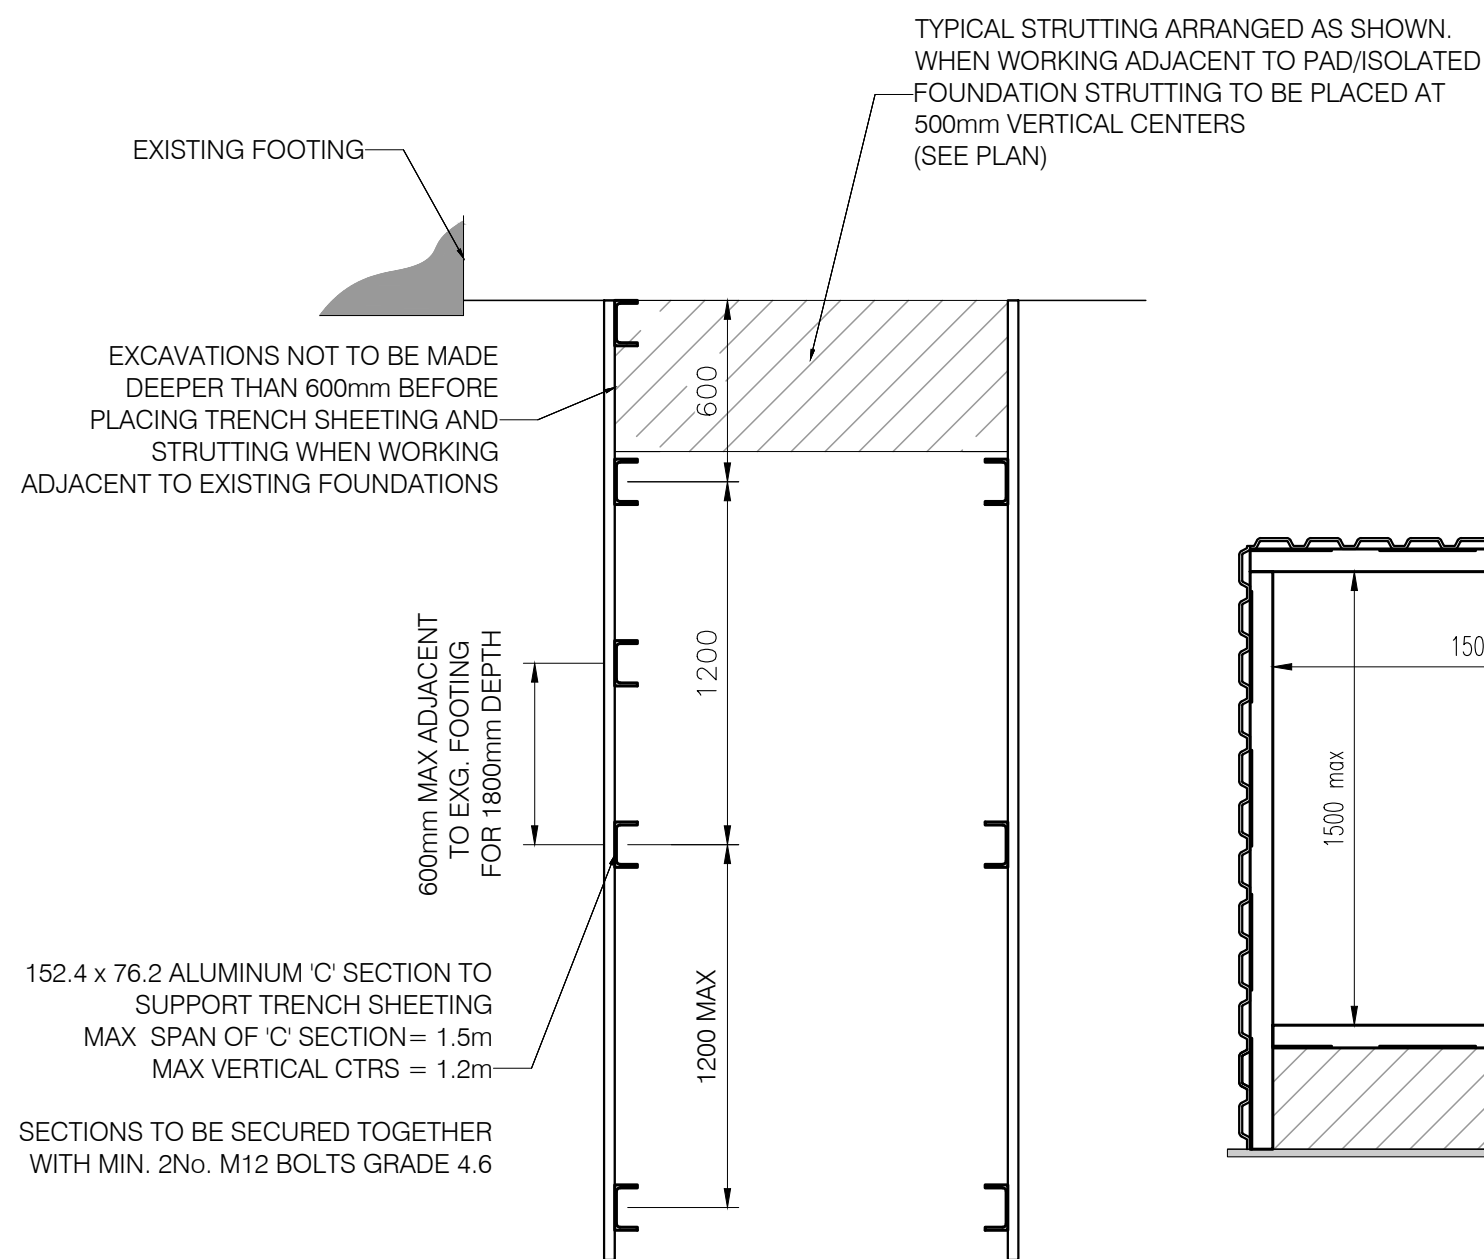 TYPICAL STRUTTING ARRANGED AS SHOWN.
WHEN WORKING ADJACENT TO PAD/ISOLATED
FOUNDATION STRUTTING TO BE PLACED AT
500mm VERTICAL CENTERS
(SEE PLAN)
EXISTING FOOTING
EXCAVATIONS NOT TO BE MADE
DEEPER THAN 600mm BEFORE
PLACING TRENCH SHEETING AND
STRUTTING WHEN WORKING
ADJACENT TO EXISTING FOUNDATIONS
600
1200
1200 MAX
600mm MAX ADJACENT
TO EXG. FOOTING
FOR 1800mm DEPTH
152.4 x 76.2 ALUMINUM 'C' SECTION TO
SUPPORT TRENCH SHEETING
MAX SPAN OF 'C' SECTION= 1.5m
MAX VERTICAL CTRS = 1.2m
SECTIONS TO BE SECURED TOGETHER
WITH MIN. 2No. M12 BOLTS GRADE 4.6
150
1500 max